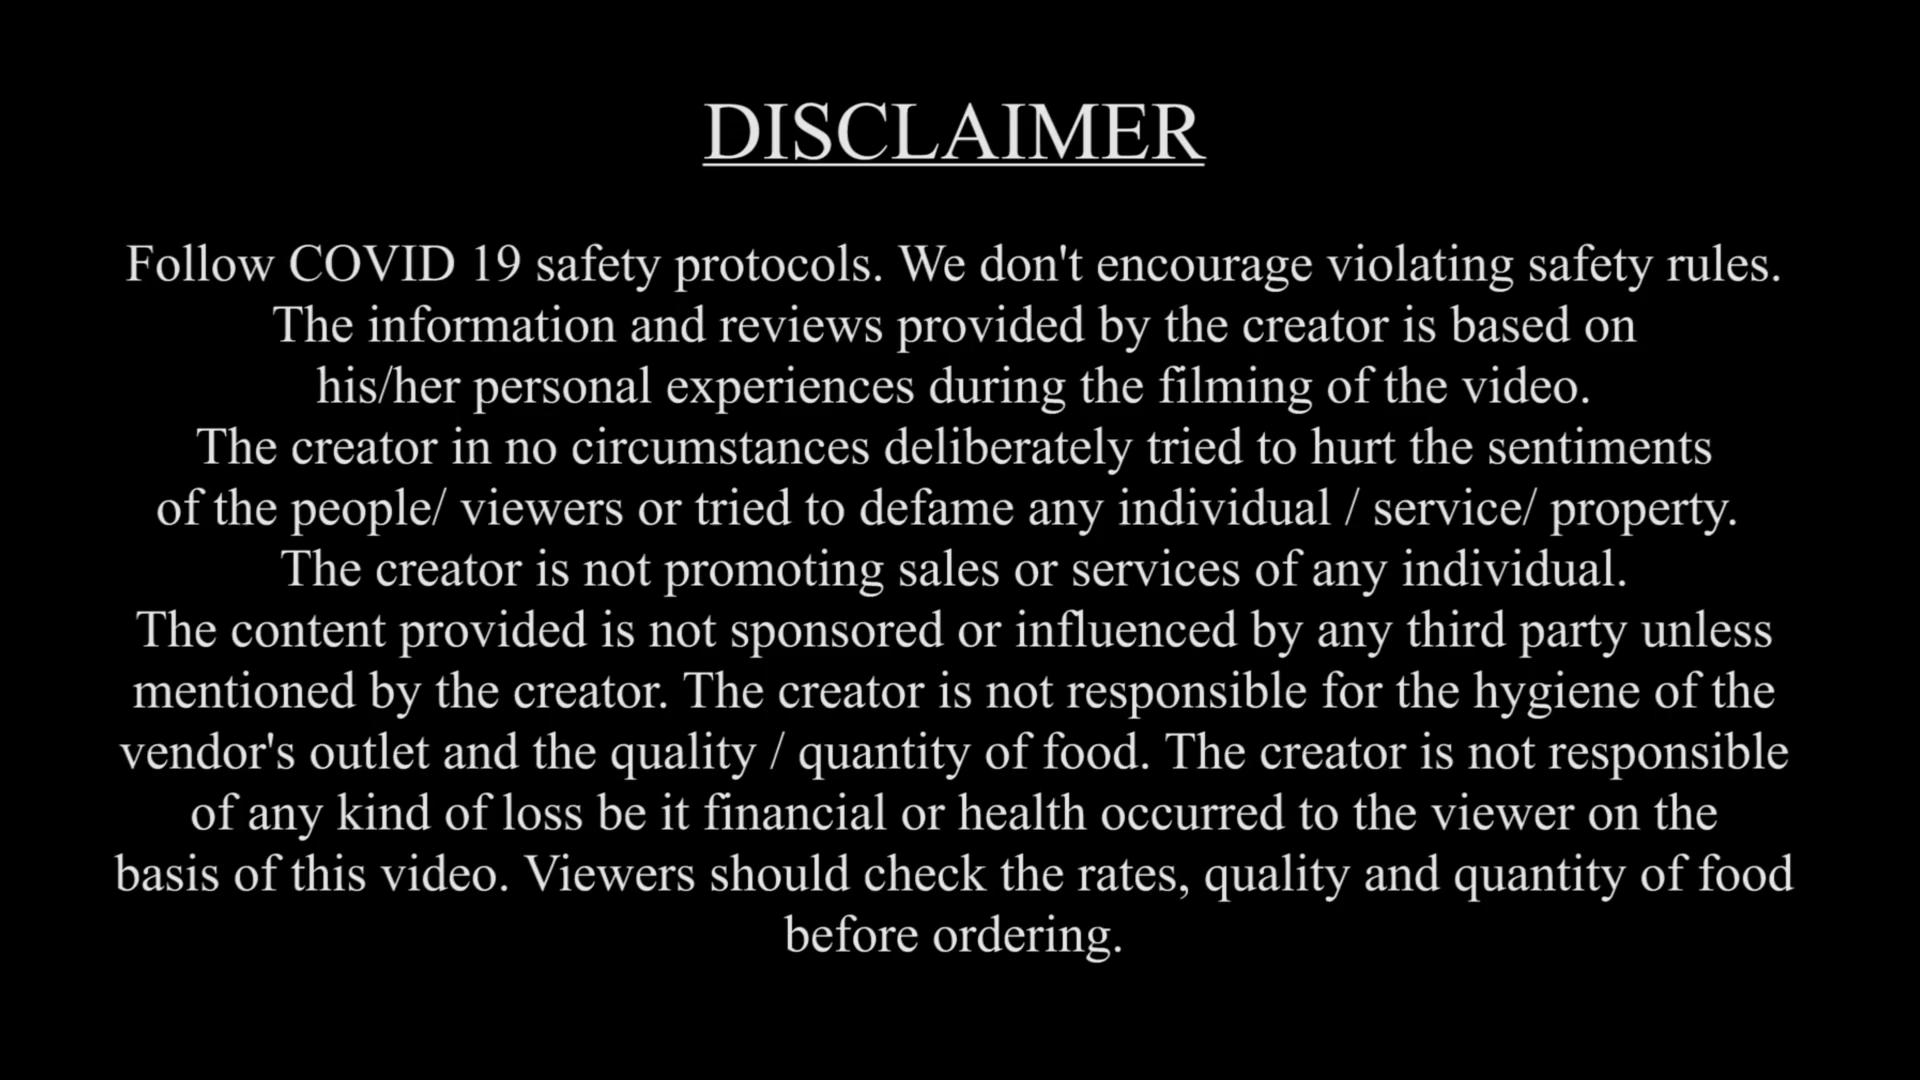 DISCLAIMER
Follow COVID 19 safety protocols. We don't encourage violating safety rules.
The information and reviews provided by the creator is based on
his/her personal experiences during the filming of the video.
The creator in no circumstances deliberately tried to hurt the sentiments
of the people/ viewers or tried to defame any individual / service/ property.
The creator is not promoting sales or services of any individual.
The content provided is not sponsored or influenced by any third party unless
mentioned by the creator. The creator is not responsible for the hygiene of the
vendor's outlet and the quality / quantity of food. The creator is not responsible
of any kind of loss be it financial or health occurred to the viewer on the
basis of this video. Viewers should check the rates, quality and quantity of food
before ordering.